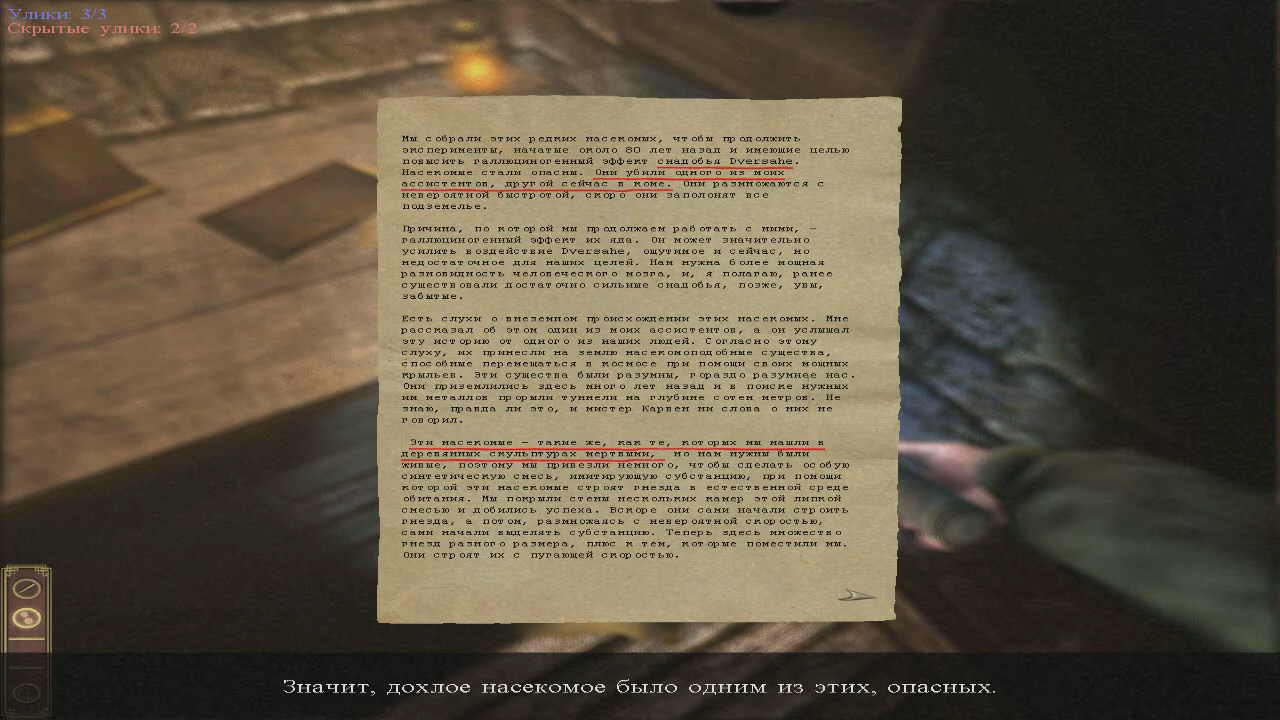 Улики: 3/3
Скрытые улики: 2/2
Мы собрали этих редких насекомых, чтобы продолжить
эксперименты, начатые около 80 лет назад и имеющие целью
повысить галлюциногенный эффект снадобья Dversahe.
Насекомые стали опасны. Они убили одного из моих
ассистентов, другой сейчас в коме. Они размножаются с
невероятной быстротой, скоро они заполонят все
подземелье.
Причина, по которой мы продолжаем работать с ними, –
галлюциногенный эффект их яда. Он может значительно
усилить воздействие Dversahe, ощутимое и сейчас, но
недостаточное для наших целей. Нам нужна более мощная
разновидность человеческого мозга, и, я полагаю, ранее
существовали достаточно сильные снадобья, позже, увы,
забытые.
Есть слухи о внеземном происхождении этих насекомых. Мне
рассказал об этом один из моих ассистентов, а он услышал
эту историю от одного из наших людей. Согласно этому
слуху, их принесли на землю насекомоподобные существа,
способные перемещаться в космосе при помощи своих мощных
крыльев. Эти существа были разумны, гораздо разумнее нас.
Они приземлились здесь много лет назад и в поиске нужных
им металлов прорыли туннели на глубине сотен метров. Не
знаю, правда ли это, и мистер Карвем ни слова о них не
говорил.
Эти насекомые – такие же, как те, которых мы нашли в
деревянных скульптурах мертвыми, но нам нужны были
живые, поэтому мы привезли немного, чтобы сделать особую
синтетическую смесь, имитирующую субстанцию, при помощи
которой эти насекомые строят гнезда в естественной среде
обитания. Мы покрыли стены нескольких камер этой липкой
смесью и добились успеха. Вскоре они сами начали строить
гнезда, а потом, размножаясь с невероятной скоростью,
сами начали выделять субстанцию. Теперь здесь множество
гнезд разного размера, плюс к тем, которые поместили мы.
Они строят их с пугающей скоростью.
Значит, дохлое насекомое было одним из этих, опасных.